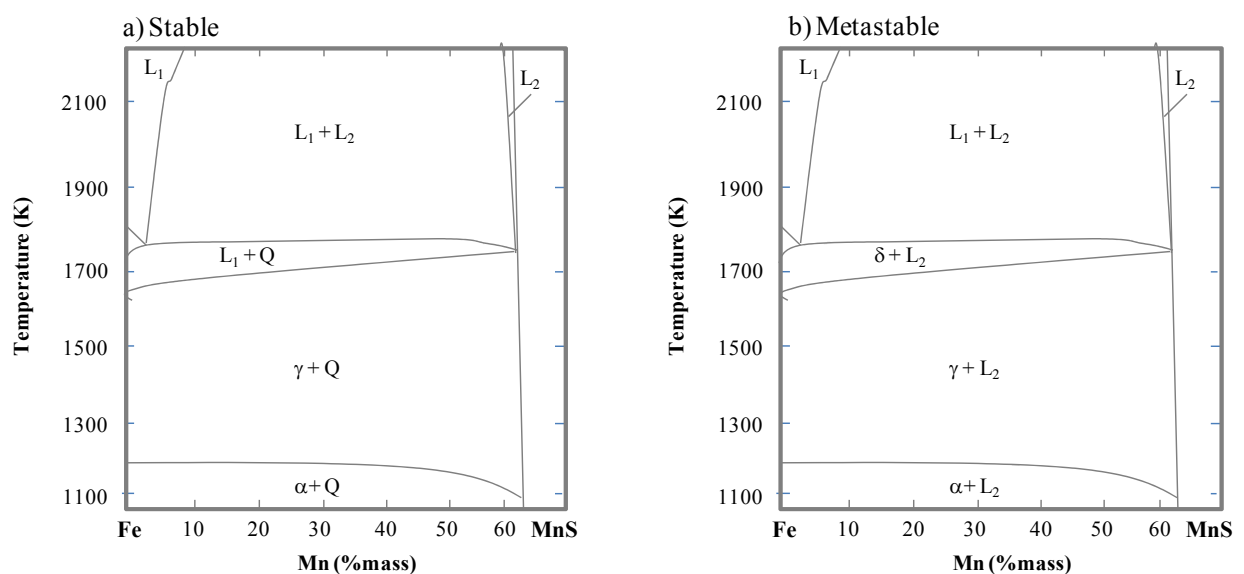 a) Stable
L₁
L₂
2100
L₁ + L₂
1900
L₁ + Q
1700
1500
γ + Q
1300
α + Q
1100
Fe 10 20 30 40 50 60 MnS
Mn (%mass)
Temperature (K)
b) Metastable
L₁
L₂
2100
L₁ + L₂
1900
δ + L₂
1700
1500
γ + L₂
1300
α + L₂
1100
Fe 10 20 30 40 50 60 MnS
Mn (%mass)
Temperature (K)